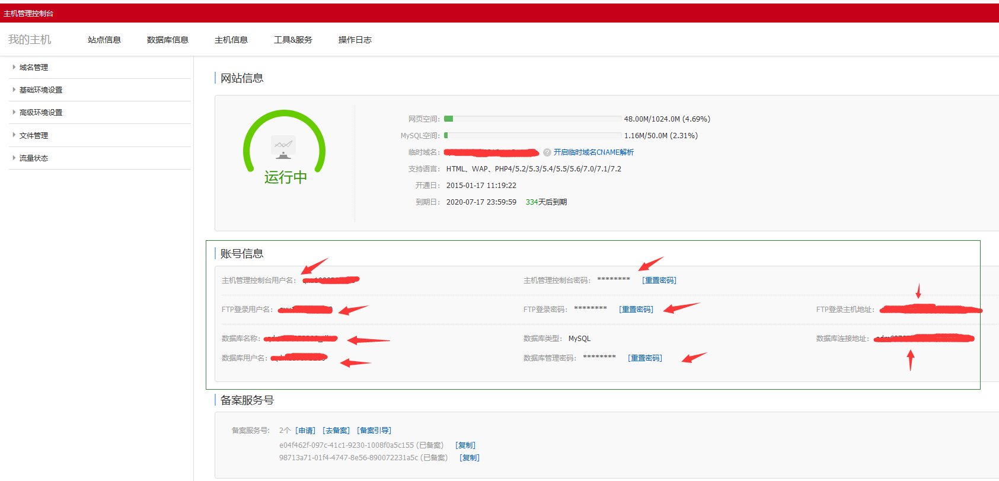 主机管理控制台
我的主机 站点信息 数据库信息 主机信息 工具&服务 操作日志
域名管理
基础环境设置
高级环境设置
文件管理
流量状态
网站信息
运行中
网页空间： 48.00M/1024.0M (4.69%)
MySQL空间： 1.16M/50.0M (2.31%)
临时域名： ? 开启临时域名CNAME解析
支持语言： HTML、WAP、PHP4/5.2/5.3/5.4/5.5/5.6/7.0/7.1/7.2
开通日： 2015-01-17 11:19:22
到期日： 2020-07-17 23:59:59 334天后到期
账号信息
主机管理控制台用户名： 主机管理控制台密码： ******** [重置密码]
FTP登录用户名： FTP登录密码： ******** [重置密码] FTP登录主机地址：
数据库名称： 数据库类型： MySQL 数据库连接地址：
数据库用户名： 数据库管理密码： ******** [重置密码]
备案服务号
备案服务号： 2个 [申请] [去备案] [备案引导]
e04f462f-097c-41c1-9230-1008f0a5c155 (已备案) [复制]
98713a71-01f4-4747-8e56-890072231a5c (已备案) [复制]